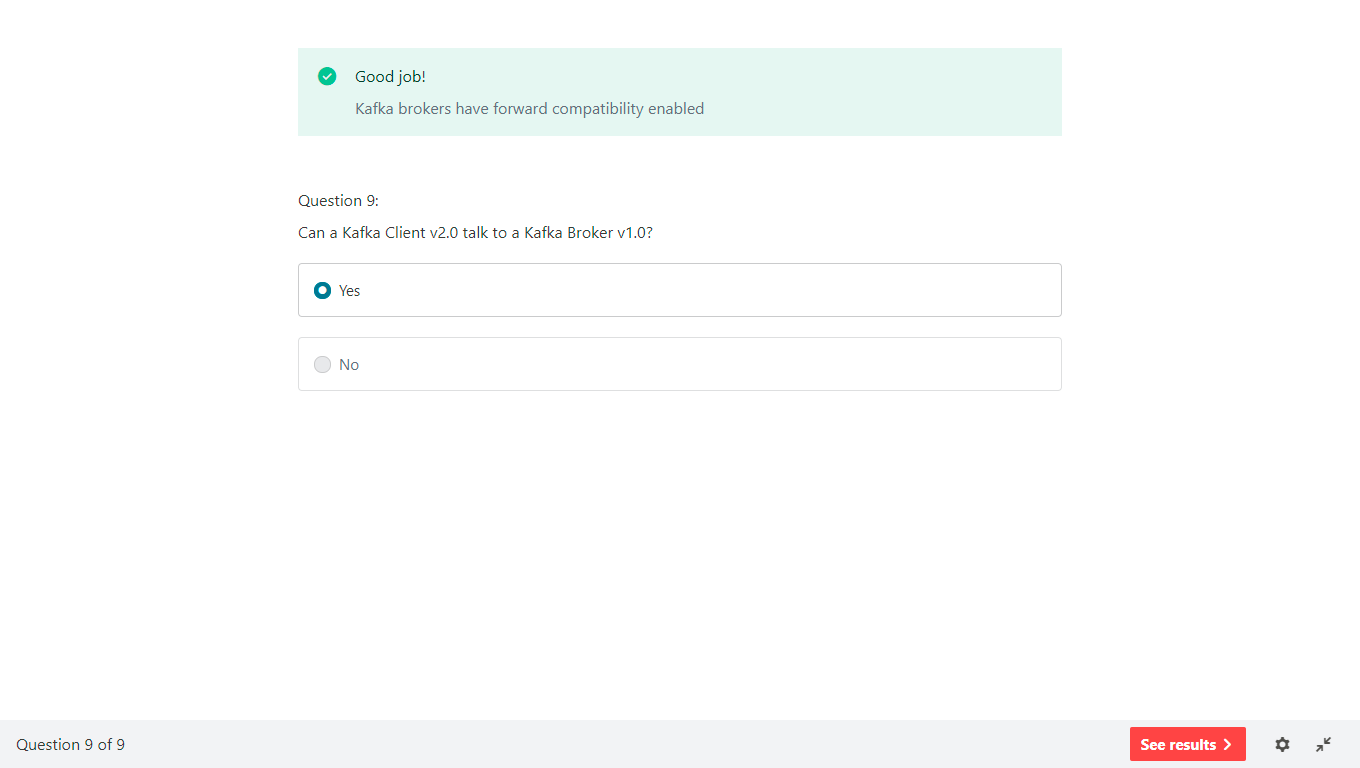 Good job!
Kafka brokers have forward compatibility enabled
Question 9:
Can a Kafka Client v2.0 talk to a Kafka Broker v1.0?
Yes
No
Question 9 of 9
See results